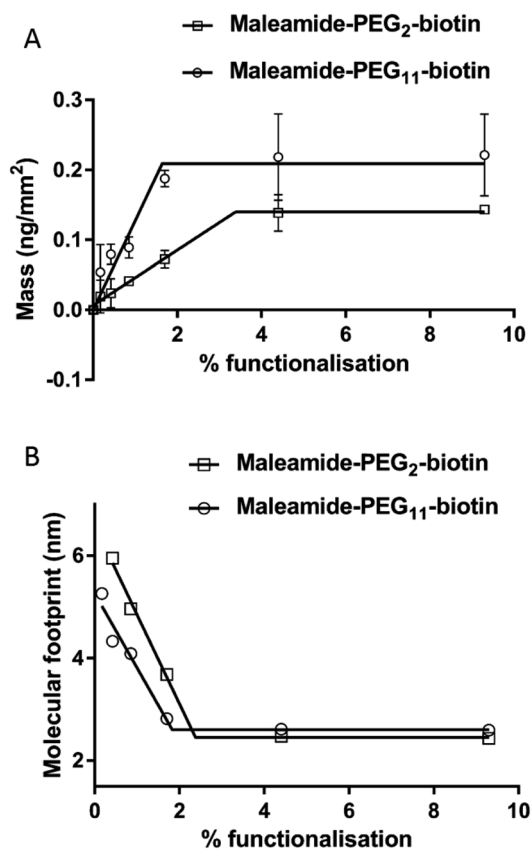 A
Maleamide-PEG2-biotin
Maleamide-PEG11-biotin
Mass (ng/mm²)
0.3
0.2
0.1
0.0
-0.1
2
4
6
8
10
% functionalisation
B
Maleamide-PEG2-biotin
Maleamide-PEG11-biotin
Molecular footprint (nm)
6
4
2
0
2
4
6
8
10
% functionalisation